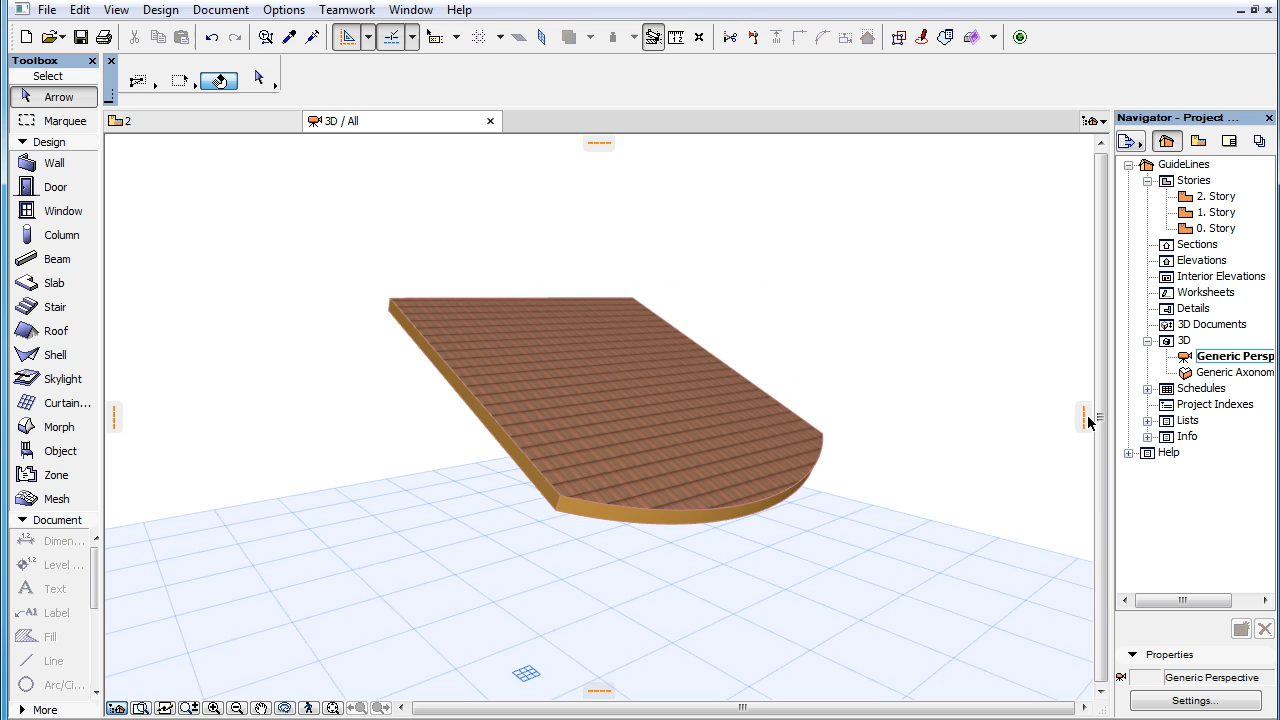 File Edit View Design Document Options Teamwork Window Help
Toolbox
Select
Arrow
Marquee
Design
Wall
Door
Window
Column
Beam
Slab
Stair
Roof
Shell
Skylight
Curtain...
Morph
Object
Zone
Mesh
Document
Dimen...
Level ...
Text
A1 Label
Fill
Line
Arc/Ci...
More
2
3D / All
Navigator - Project ...
GuideLines
Stories
2. Story
1. Story
0. Story
Sections
Elevations
Interior Elevations
Worksheets
Details
3D Documents
3D
Generic Persp
Generic Axonom
Schedules
Project Indexes
Lists
Info
Help
Properties
Generic Perspective
Settings...